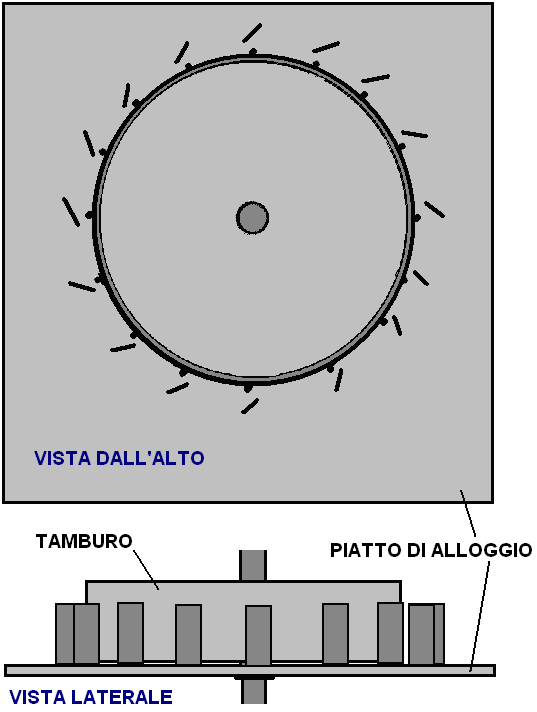 VISTA DALL'ALTO
TAMBURO
PIATTO DI ALLOGGIO
VISTA LATERALE